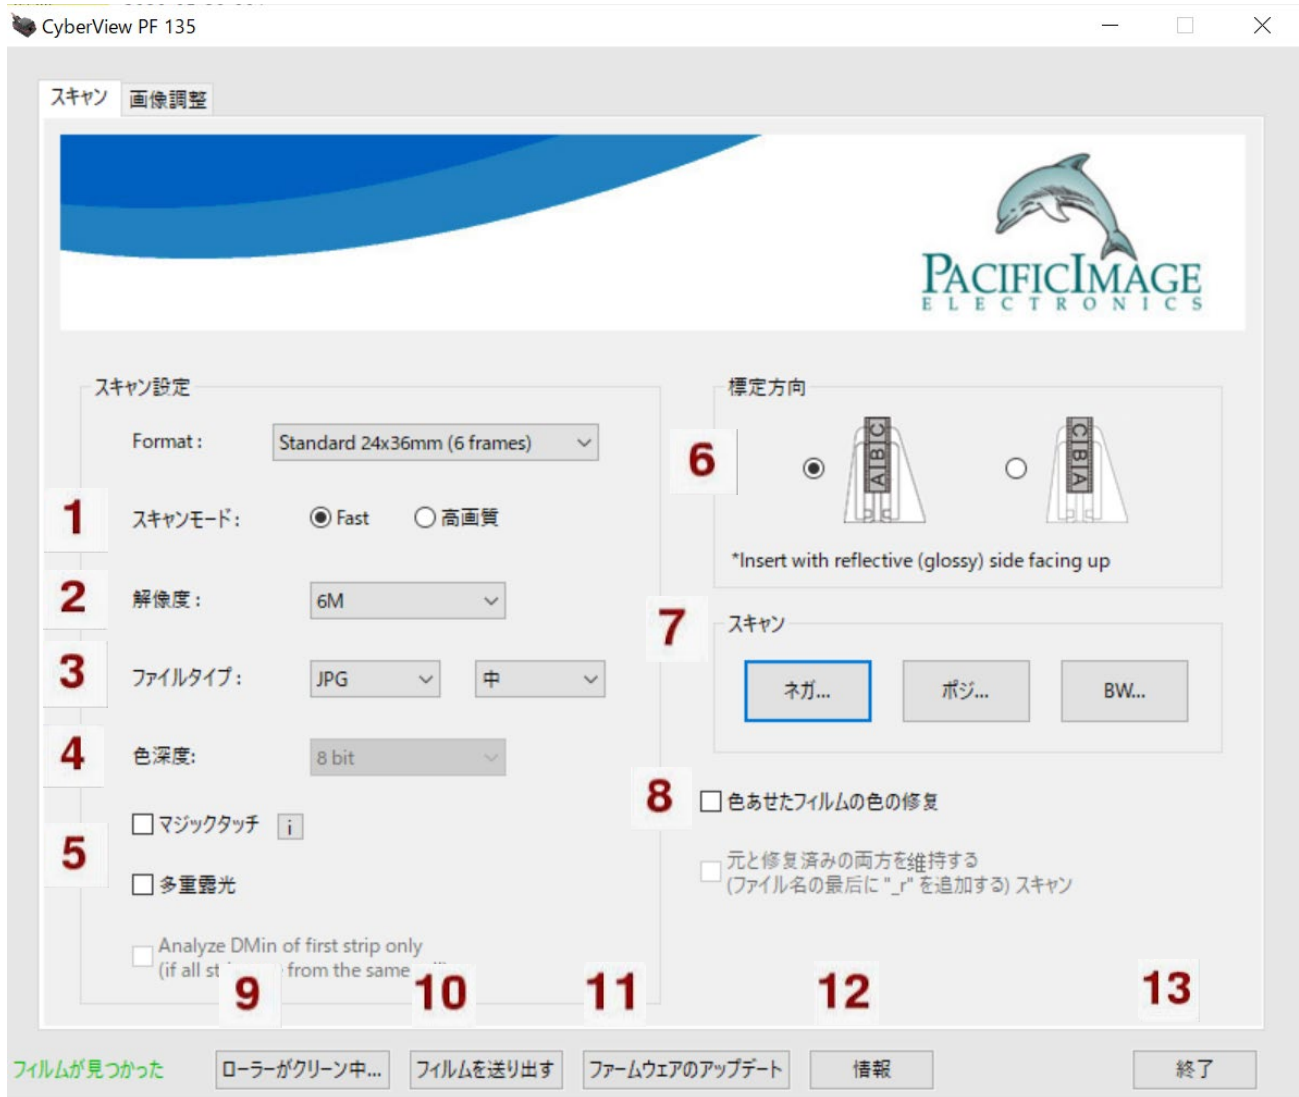 CyberView PF 135
スキャン 画像調整
PACIFICIMAGE
ELECTRONICS
スキャン設定
Format :
Standard 24x36mm (6 frames)
1
スキャンモード :
Fast
高画質
2
解像度 :
6M
3
ファイルタイプ :
JPG
中
4
色深度:
8 bit
5
マジックタッチ
i
多重露光
Analyze DMin of first strip only
(if all from the same
標定方向
6
A B C
C B A
*Insert with reflective (glossy) side facing up
7
スキャン
ネガ...
ポジ...
BW...
8
色あせたフィルムの色の修復
元と修復済みの両方を維持する
(ファイル名の最後に "_r" を追加する) スキャン
9
10
11
12
13
フィルムが見つかった
ローラーがクリーン中...
フィルムを送り出す
ファームウェアのアップデート
情報
終了